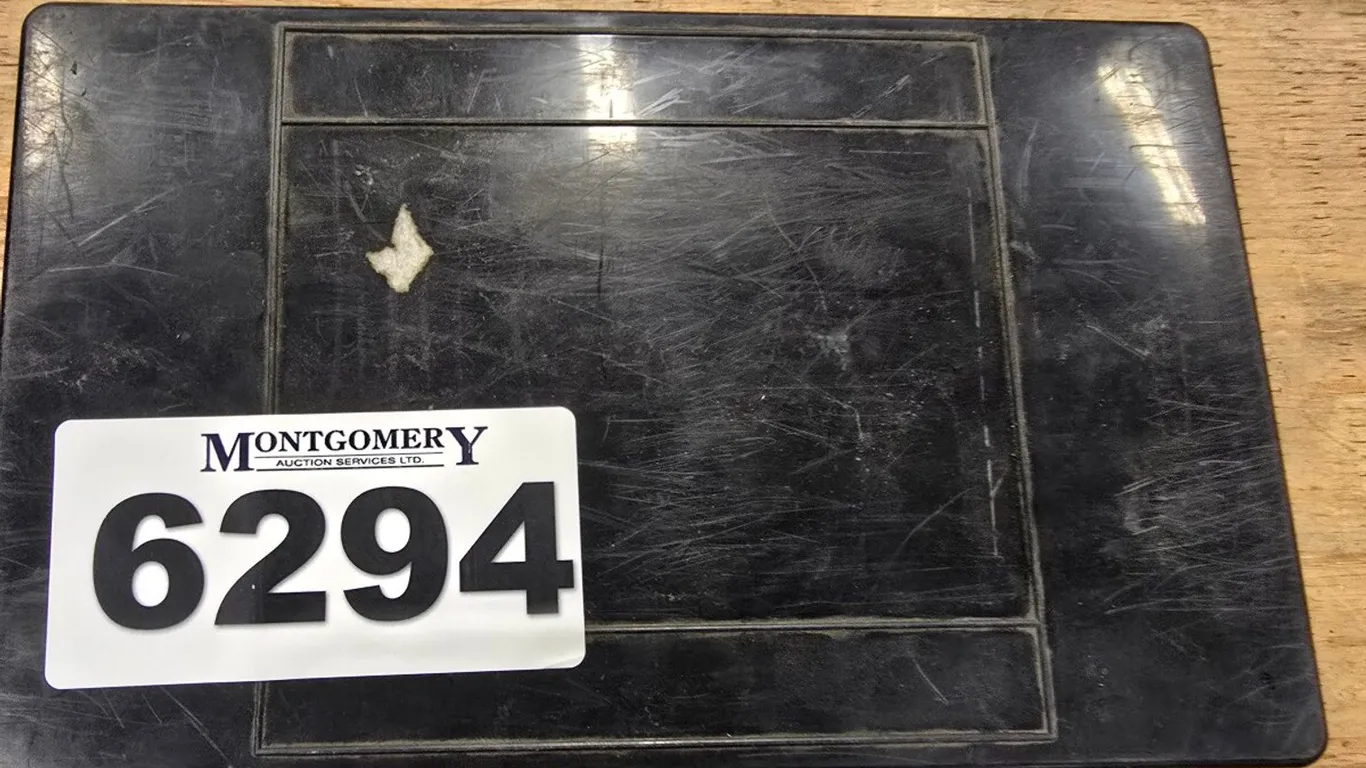 MONTGOMERY
AUCTION SERVICES LTD.
6294